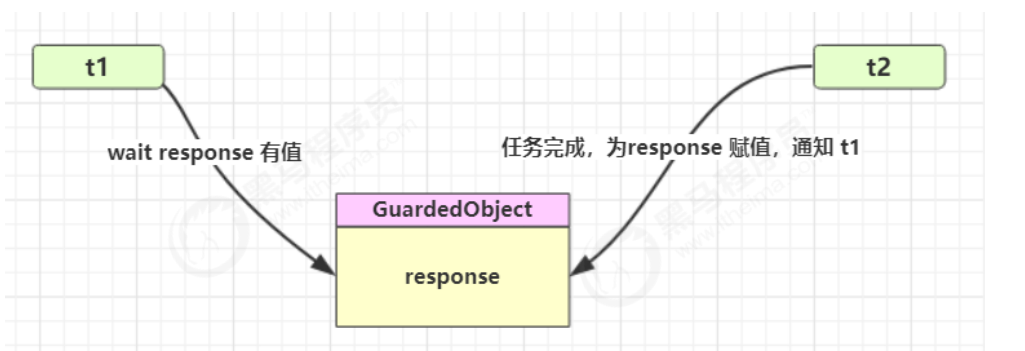 t1
t2
wait response 有值
任务完成，为response 赋值，通知 t1
GuardedObject
response
黑马程序员
www.itheima.com
黑马程序员
www.itheima.com